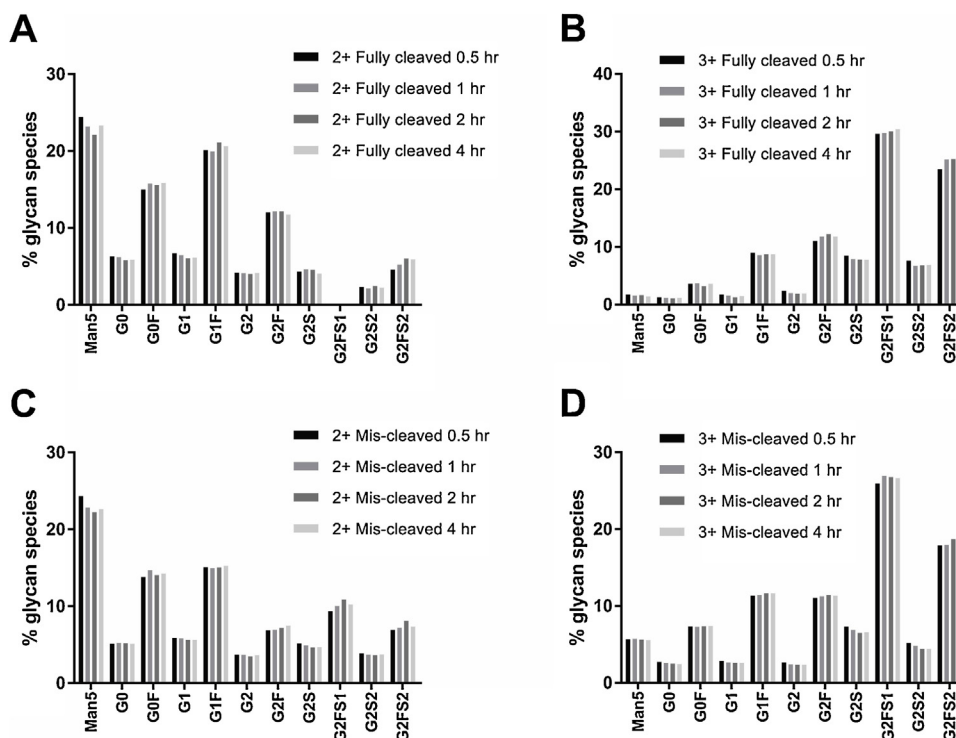 A
2+ Fully cleaved 0.5 hr
2+ Fully cleaved 1 hr
2+ Fully cleaved 2 hr
2+ Fully cleaved 4 hr
% glycan species
30
20
10
0
Man5
G0
G0F
G1
G1F
G2
G2F
G2S
G2FS1
G2S2
G2FS2
B
3+ Fully cleaved 0.5 hr
3+ Fully cleaved 1 hr
3+ Fully cleaved 2 hr
3+ Fully cleaved 4 hr
% glycan species
40
30
20
10
0
Man5
G0
G0F
G1
G1F
G2
G2F
G2S
G2FS1
G2S2
G2FS2
C
2+ Mis-cleaved 0.5 hr
2+ Mis-cleaved 1 hr
2+ Mis-cleaved 2 hr
2+ Mis-cleaved 4 hr
% glycan species
30
20
10
0
Man5
G0
G0F
G1
G1F
G2
G2F
G2S
G2FS1
G2S2
G2FS2
D
3+ Mis-cleaved 0.5 hr
3+ Mis-cleaved 1 hr
3+ Mis-cleaved 2 hr
3+ Mis-cleaved 4 hr
% glycan species
30
20
10
0
Man5
G0
G0F
G1
G1F
G2
G2F
G2S
G2FS1
G2S2
G2FS2